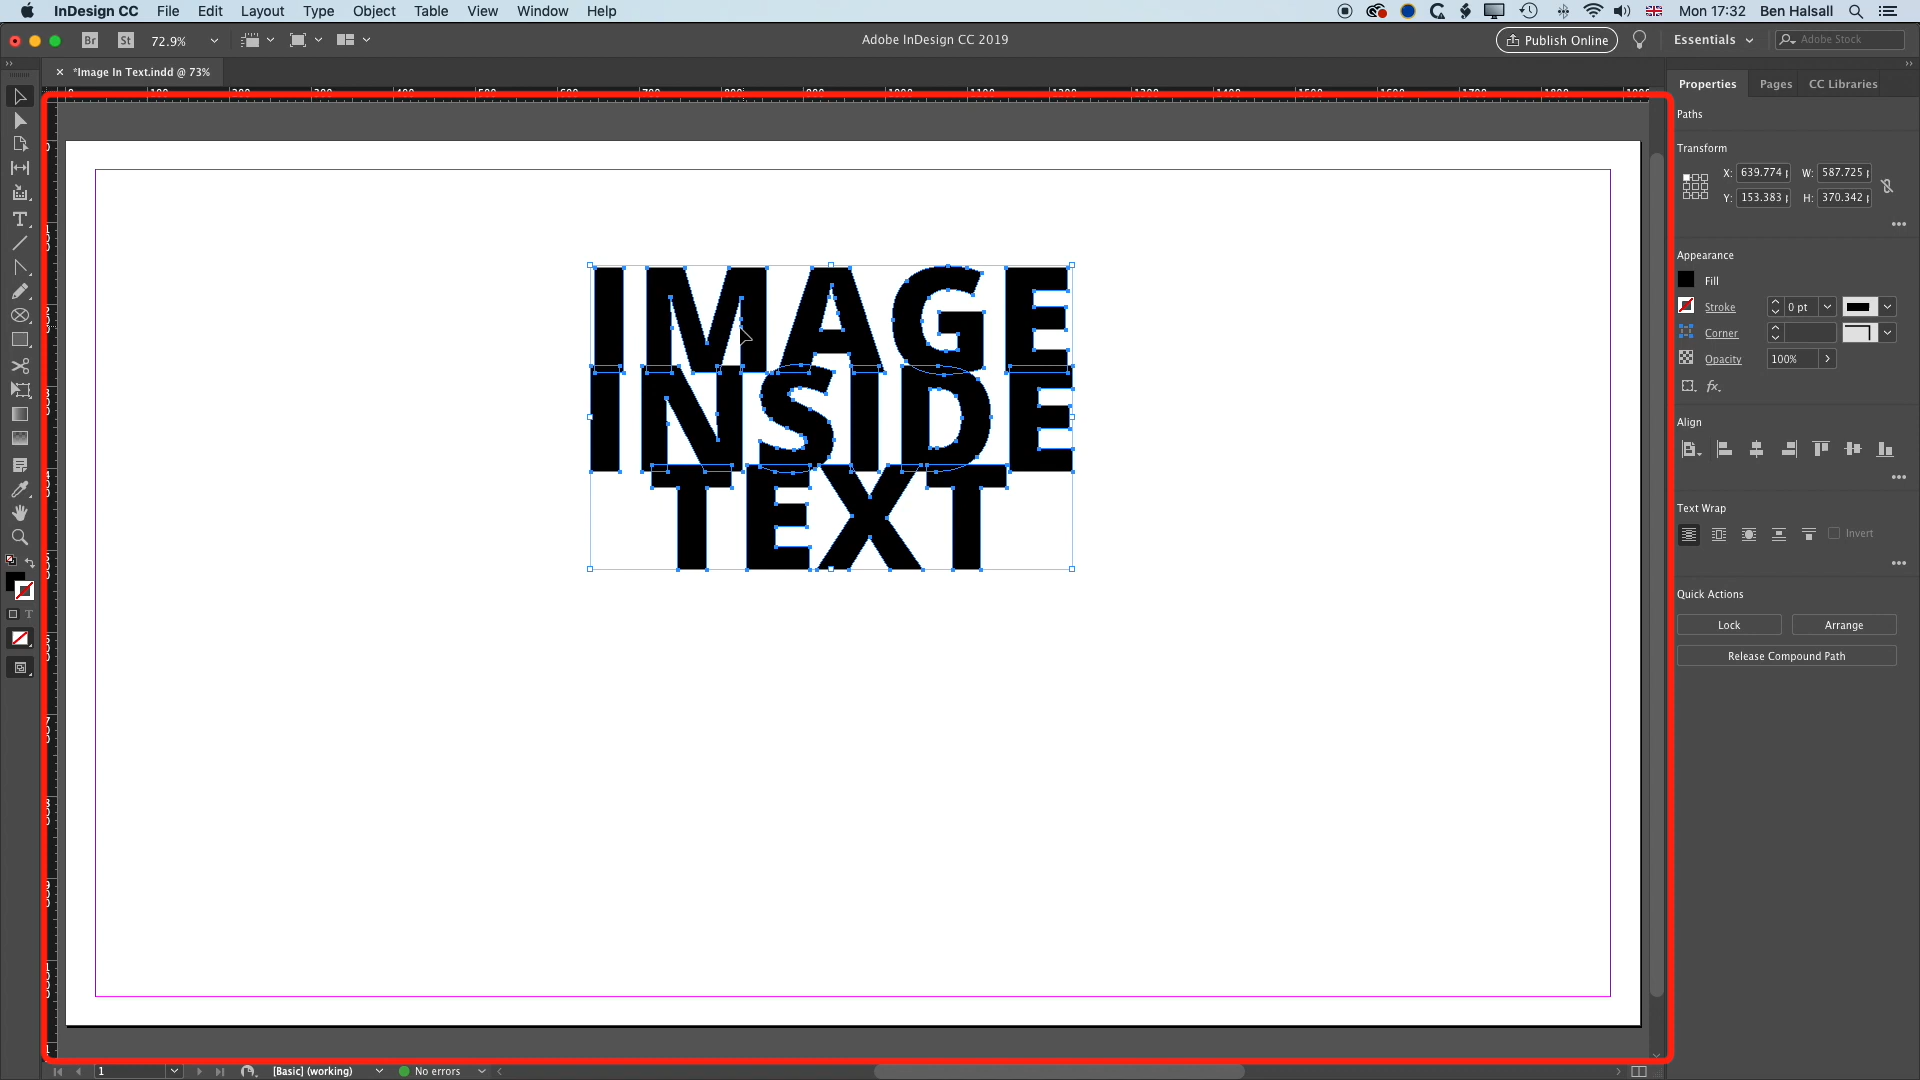 InDesign CC File Edit Layout Type Object Table View Window Help Mon 17:32 Ben Halsall
Br St 72.9% Adobe InDesign CC 2019 Publish Online Essentials Adobe Stock
*Image In Text.indd @ 73%
Properties Pages CC Libraries
Paths
Transform
X: 639.774 W: 587.725
Y: 153.383 H: 370.342
Appearance
Fill
Stroke 0 pt
Corner
Opacity 100%
fx.
Align
Text Wrap
Invert
Quick Actions
Lock Arrange
Release Compound Path
IMAGE
INSIDE
TEXT
1 [Basic] (working) No errors